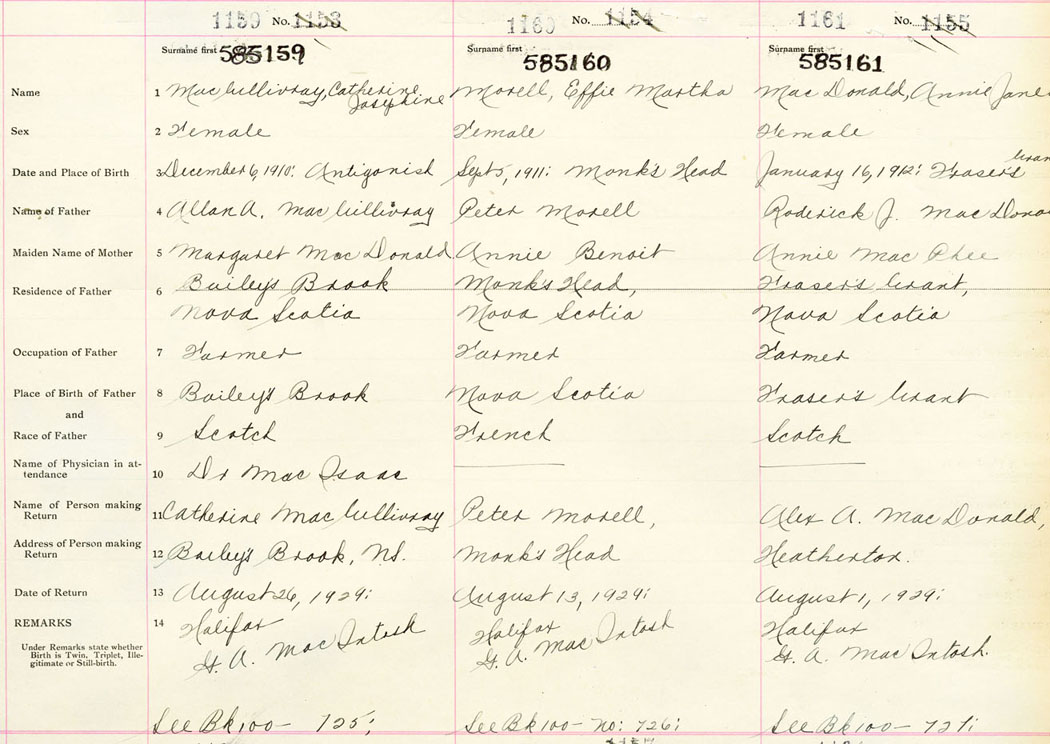 1159 No. 1153 1160 No. 1154 1161 No. 1155
Surname first 585159 Surname first 585160 Surname first 585161
Name 1 MacGillivray, Catherine Josephine Morell, Effie Martha MacDonald, Annie Jane
Sex 2 Female Female Female
Date and Place of Birth 3 December 6, 1910: Antigonish Sept 5, 1911: Monk's Head January 16, 1912: Fraser's Gran
Name of Father 4 Allan A. MacGillivray Peter Morell Roderick J. MacDona
Maiden Name of Mother 5 Margaret MacDonald Annie Benoit Annie MacPhee
Residence of Father 6 Bailey's Brook Monk's Head, Fraser's Grant,
Nova Scotia Nova Scotia Nova Scotia
Occupation of Father 7 Farmer Farmer Farmer
Place of Birth of Father 8 Bailey's Brook Nova Scotia Fraser's Grant
and
Race of Father 9 Scotch French Scotch
Name of Physician in at-
tendance 10 Dr MacIsaac
Name of Person making
Return 11 Catherine MacGillivray Peter Morell, Alex A. MacDonald,
Address of Person making
Return 12 Bailey's Brook, N.S. Monk's Head Heatherton.
Date of Return 13 August 26, 1929: August 13, 1929: August 1, 1929:
REMARKS 14 Halifax Halifax Halifax
Under Remarks state whether
Birth is Twin, Triplet, Ille-
gitimate or Still-birth.
G. A. MacIntosh G. A. MacIntosh G. A. MacIntosh.
See Bk 100 - 725; See Bk 100 - no: 726; See Bk 100 - 727;